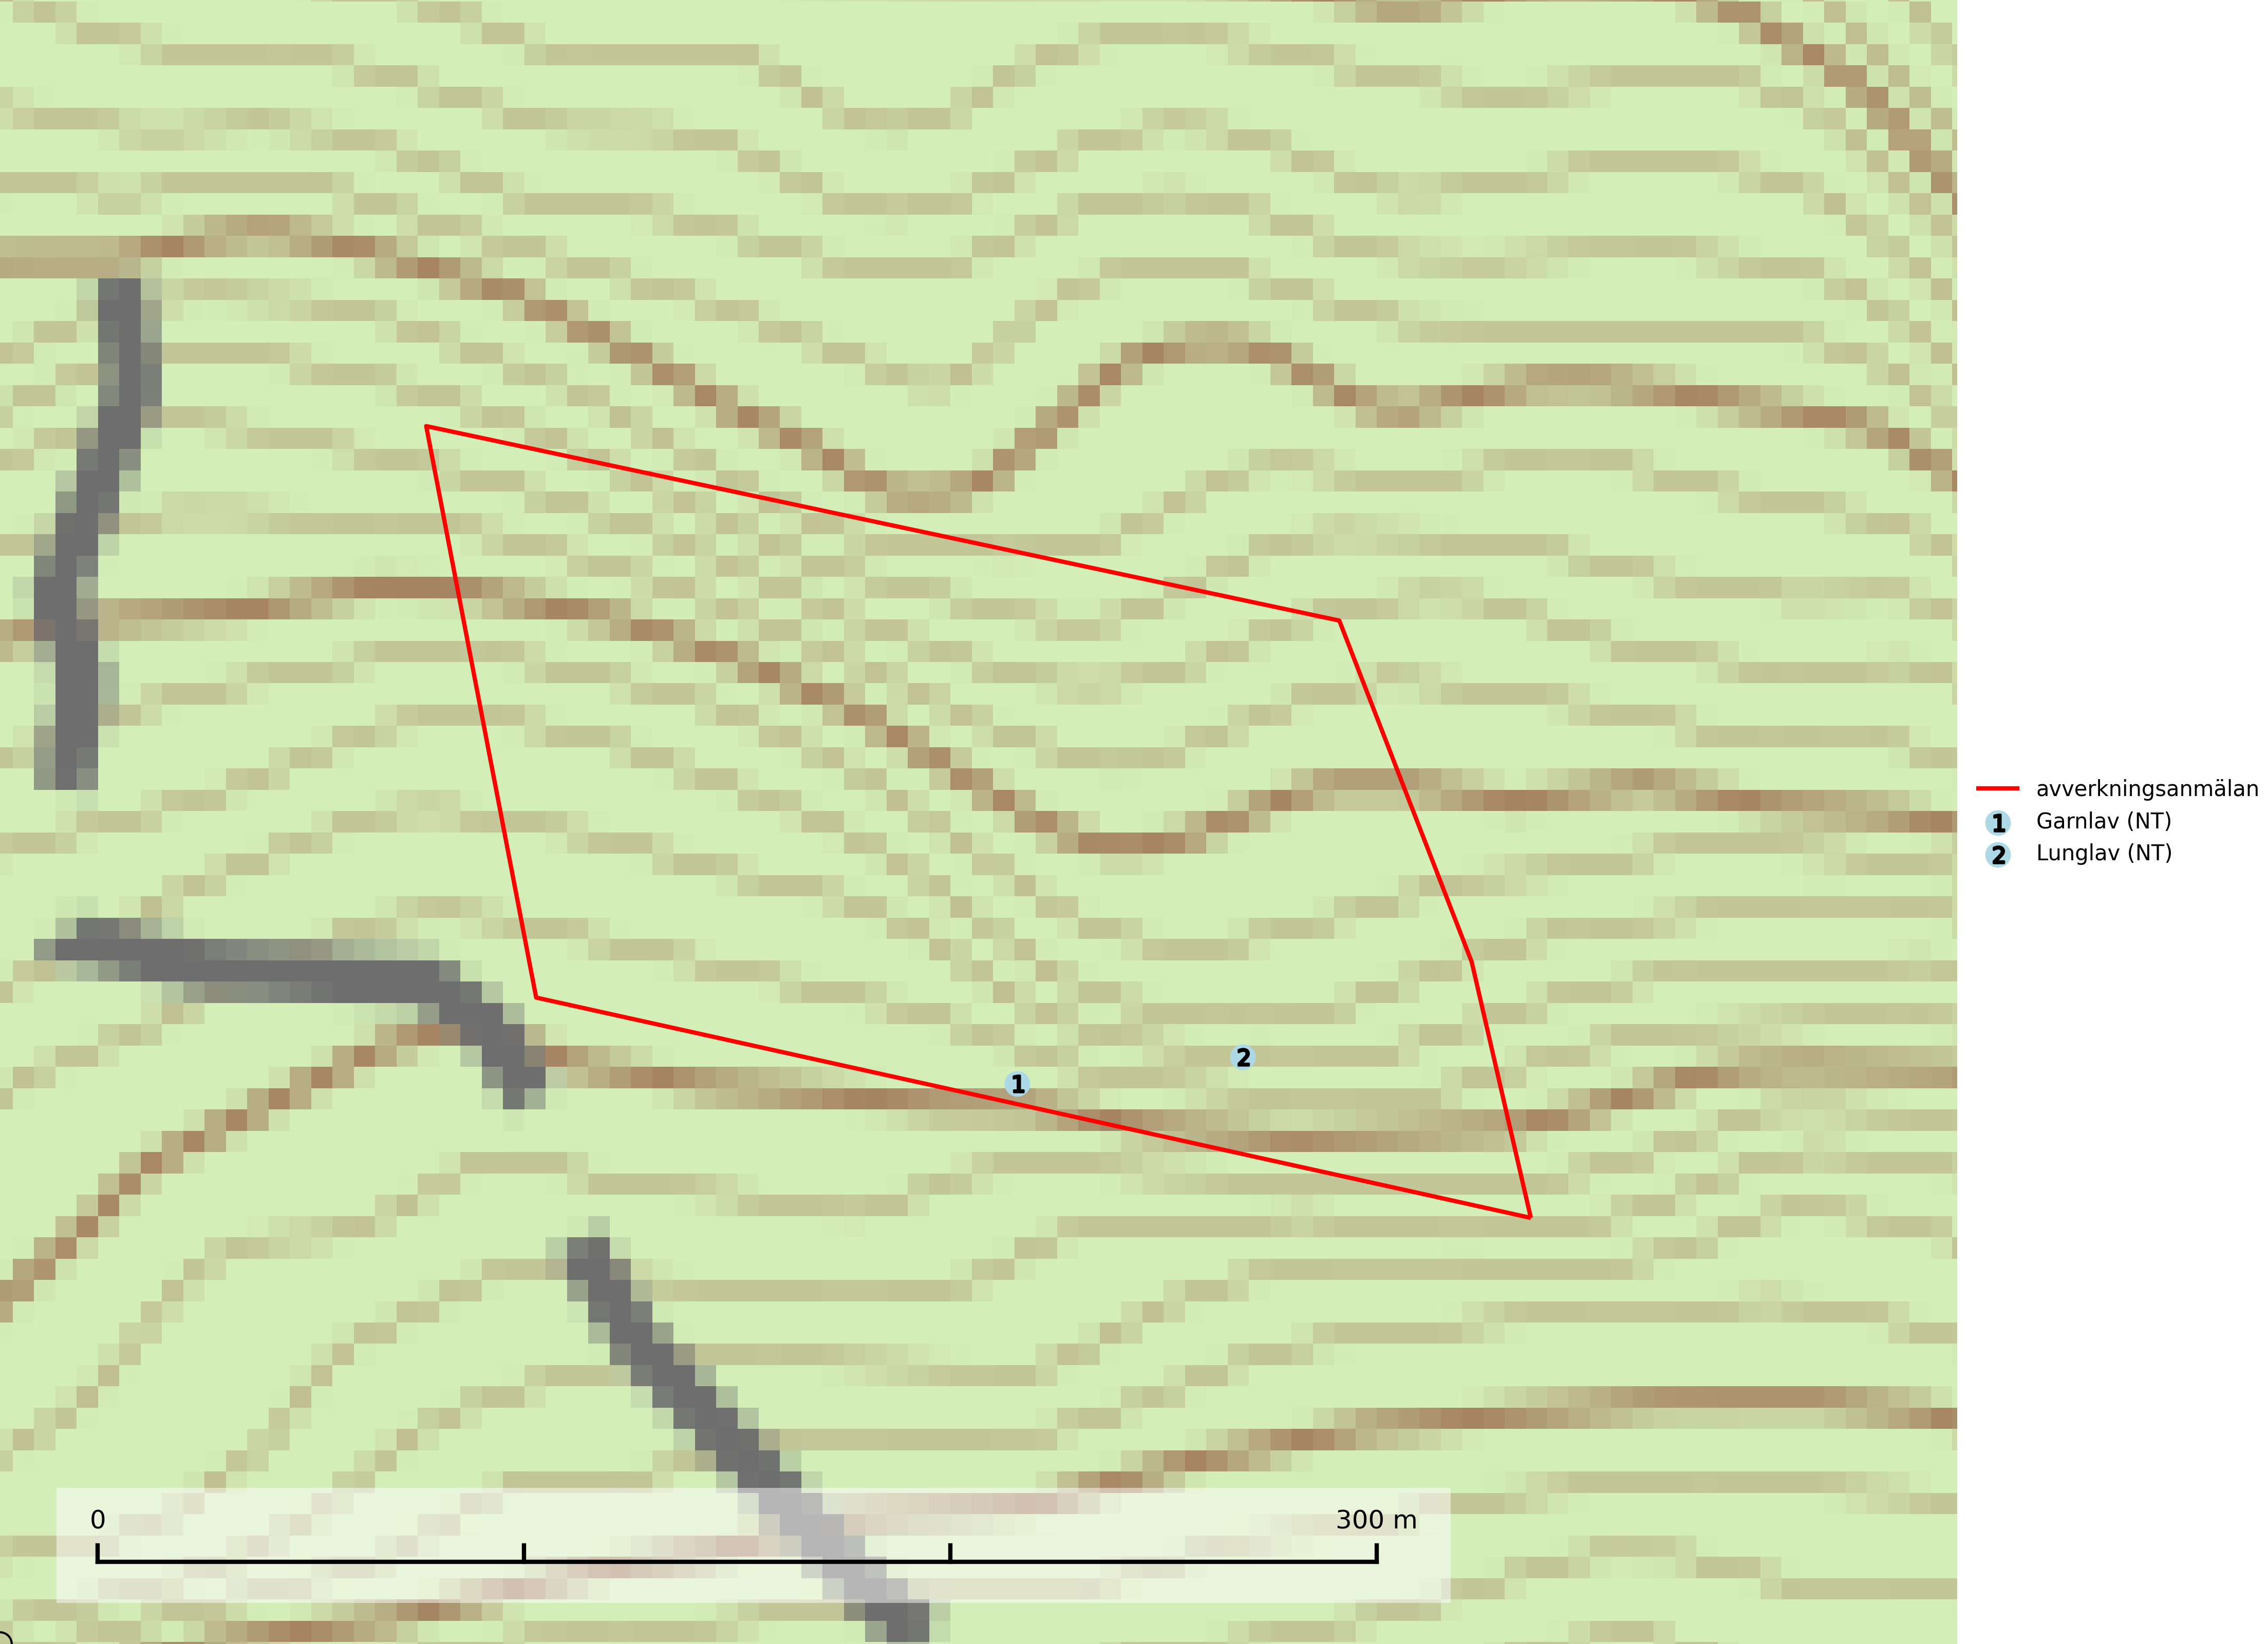 1
2
avverkningsanmälan
1 Garnlav (NT)
2 Lunglav (NT)
0 300 m